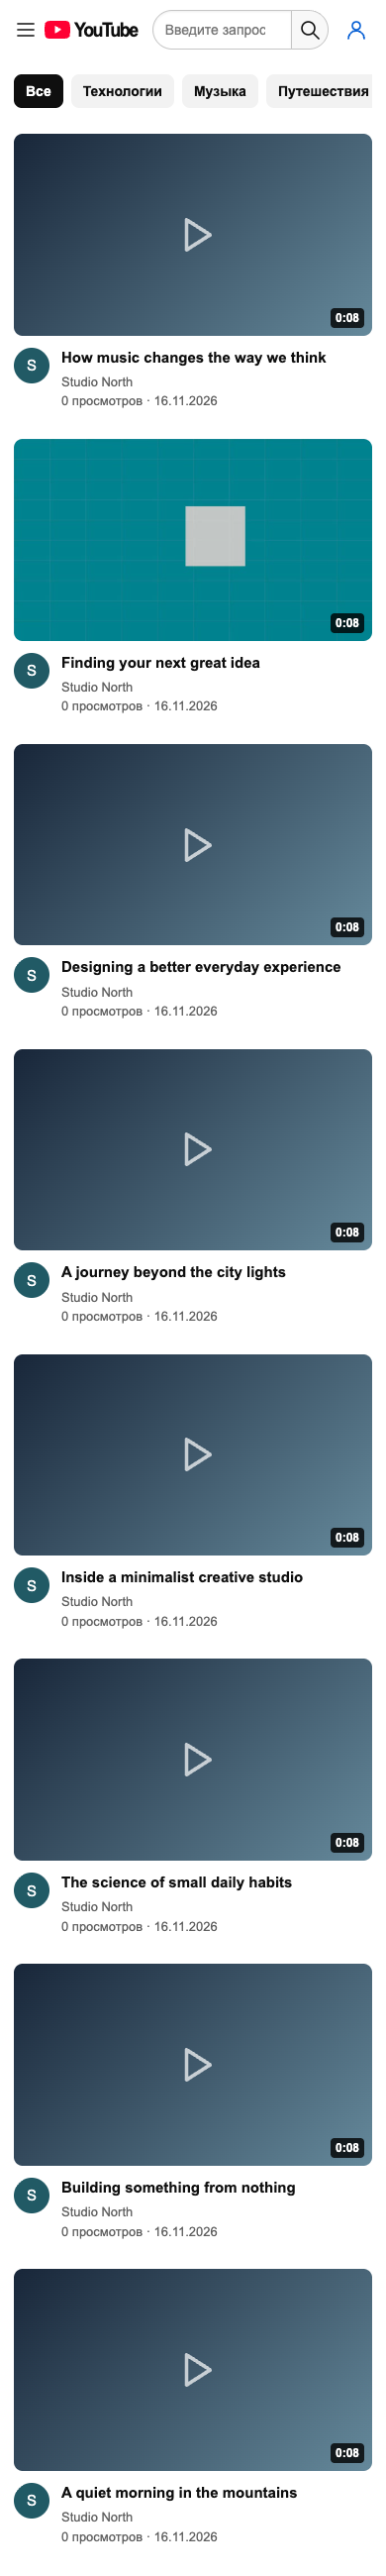 YouTube
Введите запрос
Все
Технологии
Музыка
Путешествия
0:08
S
How music changes the way we think
Studio North
0 просмотров · 16.11.2026
0:08
S
Finding your next great idea
Studio North
0 просмотров · 16.11.2026
0:08
S
Designing a better everyday experience
Studio North
0 просмотров · 16.11.2026
0:08
S
A journey beyond the city lights
Studio North
0 просмотров · 16.11.2026
0:08
S
Inside a minimalist creative studio
Studio North
0 просмотров · 16.11.2026
0:08
S
The science of small daily habits
Studio North
0 просмотров · 16.11.2026
0:08
S
Building something from nothing
Studio North
0 просмотров · 16.11.2026
0:08
S
A quiet morning in the mountains
Studio North
0 просмотров · 16.11.2026